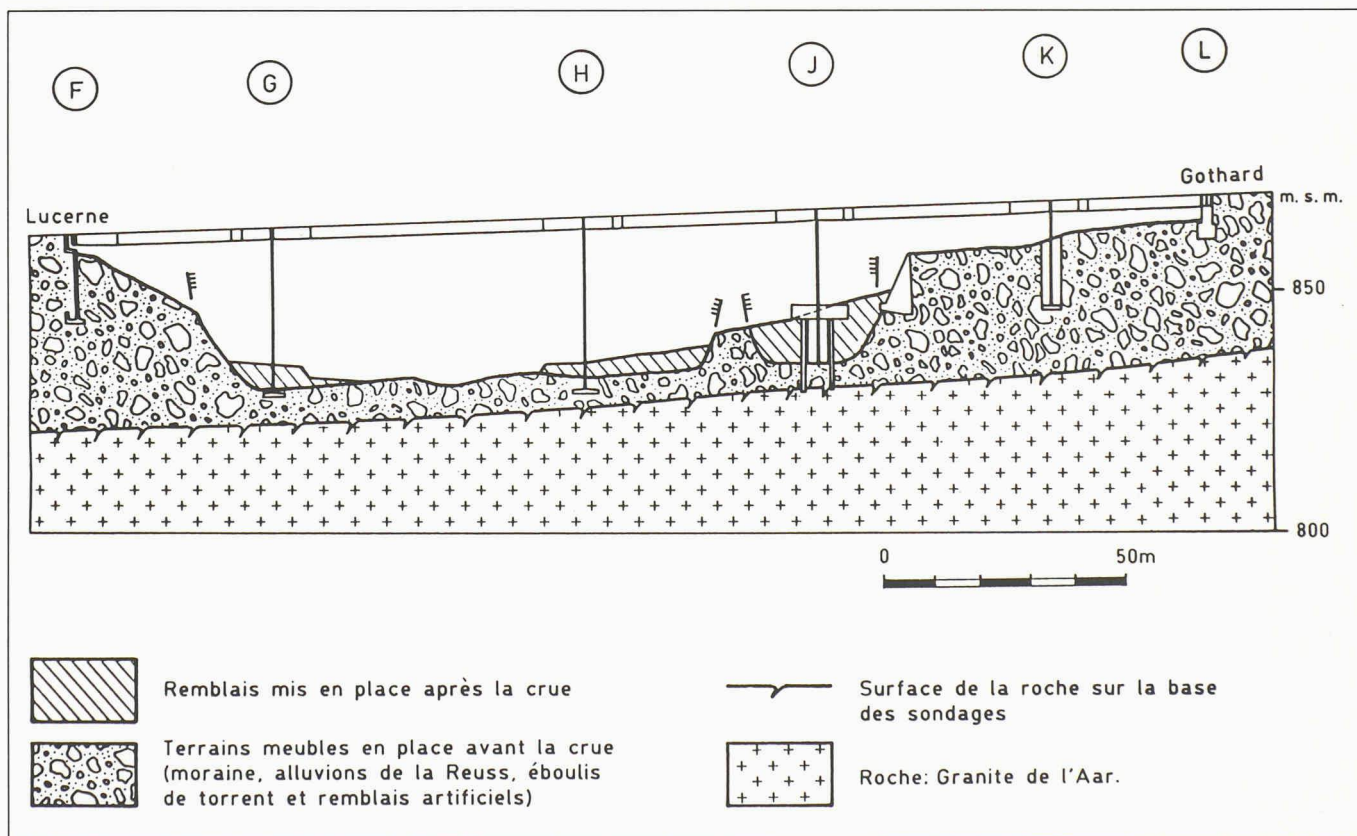 F G H J K L
Lucerne
Gothard
m. s. m.
850
800
0 50m
Remblais mis en place après la crue
Terrains meubles en place avant la crue
(moraine, alluvions de la Reuss, éboulis
de torrent et remblais artificiels)
Surface de la roche sur la base
des sondages
Roche: Granite de l'Aar.